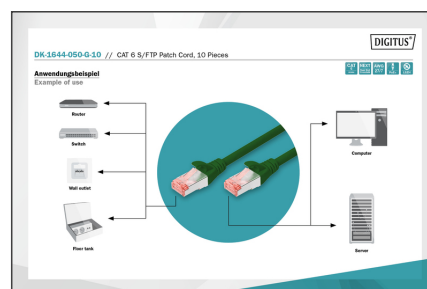 DIGITUS®
DK-1644-050-G-10 // CAT 6 S/FTP Patch Cord, 10 Pieces
Anwendungsbeispiel
Example of use
Router
Switch
Wall outlet
Floor tank
Computer
Server